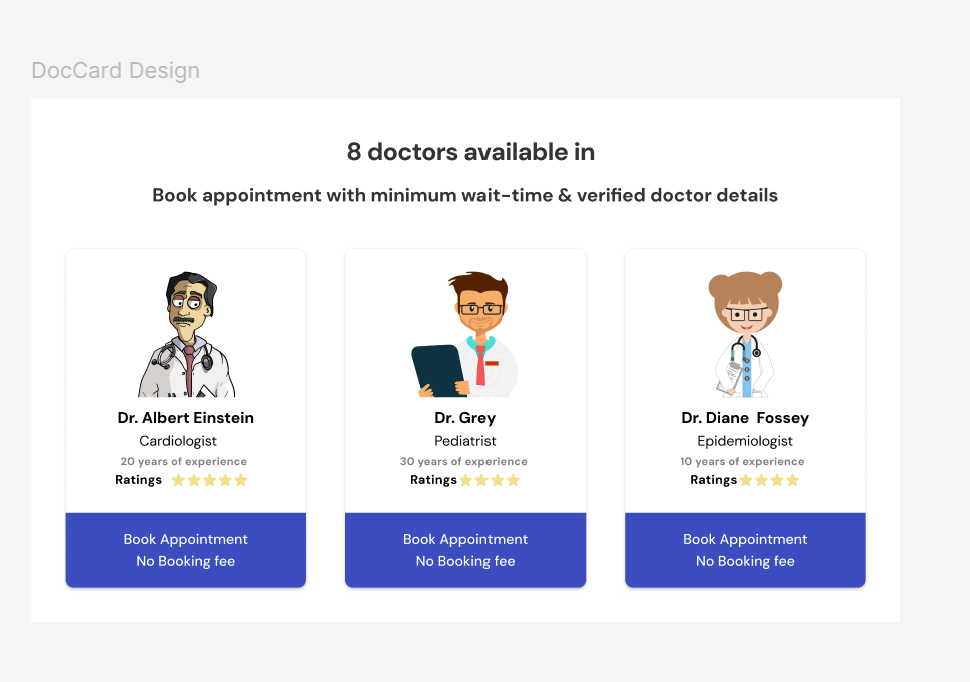 DocCard Design
8 doctors available in
Book appointment with minimum wait-time & verified doctor details
Dr. Albert Einstein
Cardiologist
20 years of experience
Ratings
Book Appointment
No Booking fee
Dr. Grey
Pediatrist
30 years of experience
Ratings
Book Appointment
No Booking fee
Dr. Diane Fossey
Epidemiologist
10 years of experience
Ratings
Book Appointment
No Booking fee